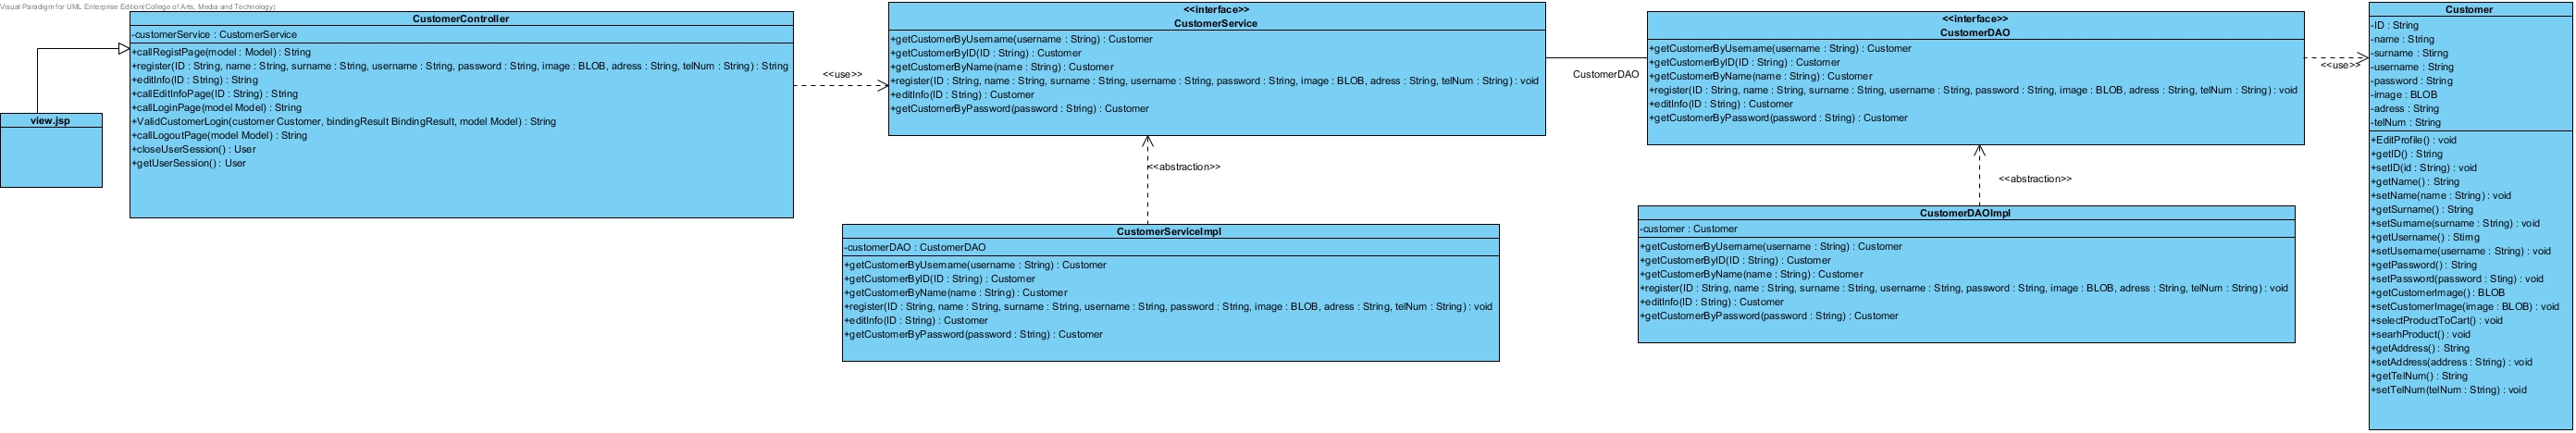 Visual Paradigm for UML Enterprise Edition(College of Arts, Media and Technology)
view.jsp
CustomerController
-customerService : CustomerService
+callRegistPage(model : Model) : String
+register(ID : String, name : String, surname : String, username : String, password : String, image : BLOB, adress : String, telNum : String) : String
+editInfo(ID : String) : String
+callEditInfoPage(ID : String) : String
+callLoginPage(model Model) : String
+ValidCustomerLogin(customer Customer, bindingResult BindingResult, model Model) : String
+callLogoutPage(model Model) : String
+closeUserSession() : User
+getUserSession() : User
<<use>>
<<interface>>
CustomerService
+getCustomerByUsername(username : String) : Customer
+getCustomerByID(ID : String) : Customer
+getCustomerByName(name : String) : Customer
+register(ID : String, name : String, surname : String, username : String, password : String, image : BLOB, adress : String, telNum : String) : void
+editInfo(ID : String) : Customer
+getCustomerByPassword(password : String) : Customer
<<abstraction>>
CustomerServiceImpl
-customerDAO : CustomerDAO
+getCustomerByUsername(username : String) : Customer
+getCustomerByID(ID : String) : Customer
+getCustomerByName(name : String) : Customer
+register(ID : String, name : String, surname : String, username : String, password : String, image : BLOB, adress : String, telNum : String) : void
+editInfo(ID : String) : Customer
+getCustomerByPassword(password : String) : Customer
CustomerDAO
<<interface>>
CustomerDAO
+getCustomerByUsername(username : String) : Customer
+getCustomerByID(ID : String) : Customer
+getCustomerByName(name : String) : Customer
+register(ID : String, name : String, surname : String, username : String, password : String, image : BLOB, adress : String, telNum : String) : void
+editInfo(ID : String) : Customer
+getCustomerByPassword(password : String) : Customer
<<abstraction>>
CustomerDAOImpl
-customer : Customer
+getCustomerByUsername(username : String) : Customer
+getCustomerByID(ID : String) : Customer
+getCustomerByName(name : String) : Customer
+register(ID : String, name : String, surname : String, username : String, password : String, image : BLOB, adress : String, telNum : String) : void
+editInfo(ID : String) : Customer
+getCustomerByPassword(password : String) : Customer
<<use>>
Customer
-ID : String
-name : String
-surname : Stirng
-username : String
-password : String
-image : BLOB
-adress : String
-telNum : String
+EditProfile() : void
+getID() : String
+setID(id : String) : void
+getName() : String
+setName(name : String) : void
+getSurname() : String
+setSurname(surname : String) : void
+getUsername() : Stirng
+setUsername(username : String) : void
+getPassword() : String
+setPassword(password : Sting) : void
+getCustomerImage() : BLOB
+setCustomerImage(image : BLOB) : void
+selectProductToCart() : void
+searhProduct() : void
+getAddress() : String
+setAddress(address : String) : void
+getTelNum() : String
+setTelNum(telNum : String) : void